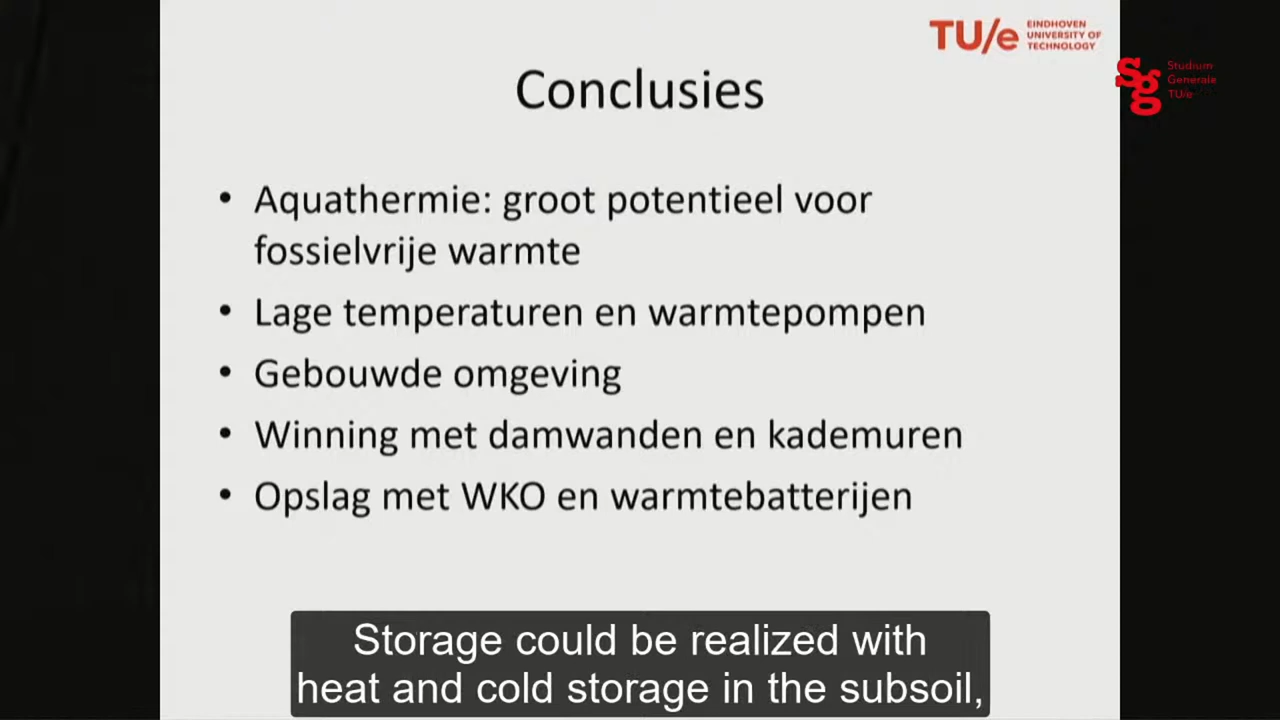 TU/e EINDHOVEN
UNIVERSITY OF
TECHNOLOGY
Sg Studium
Generale
TU/e
Conclusies
• Aquathermie: groot potentieel voor
fossielvrije warmte
• Lage temperaturen en warmtepompen
• Gebouwde omgeving
• Winning met damwanden en kademuren
• Opslag met WKO en warmtebatterijen
Storage could be realized with
heat and cold storage in the subsoil,